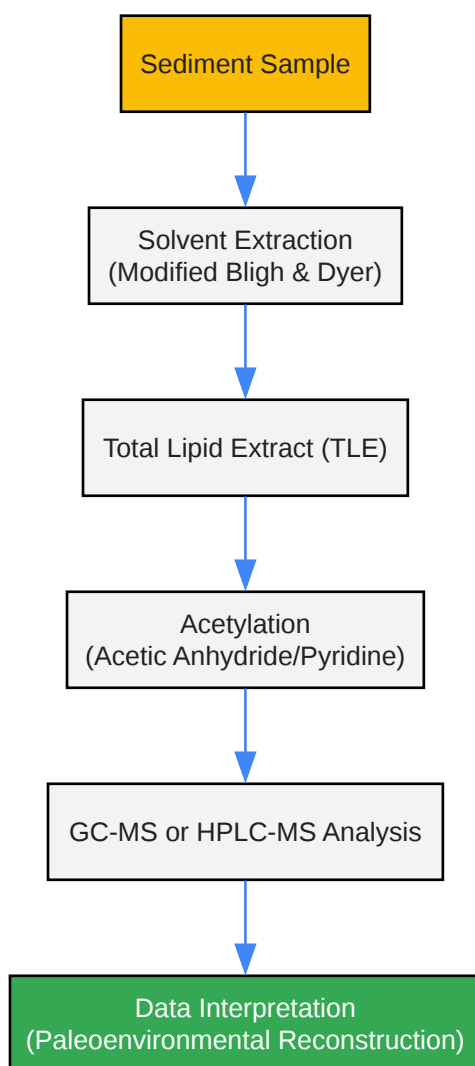 Sediment Sample
Solvent Extraction
(Modified Bligh & Dyer)
Total Lipid Extract (TLE)
Acetylation
(Acetic Anhydride/Pyridine)
GC-MS or HPLC-MS Analysis
Data Interpretation
(Paleoenvironmental Reconstruction)